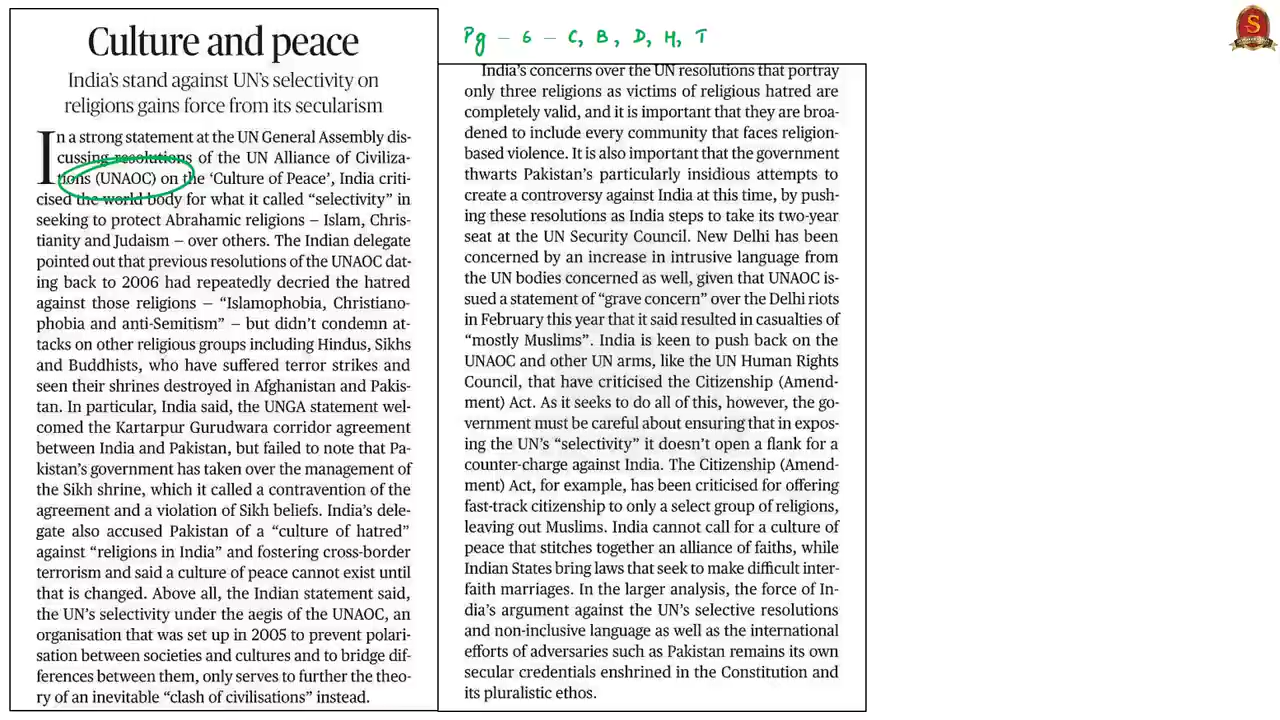 Culture and peace
India's stand against UN's selectivity on
religions gains force from its secularism
In a strong statement at the UN General Assembly dis-
cussing resolutions of the UN Alliance of Civiliza-
tions (UNAOC) on the 'Culture of Peace', India criti-
cised the world body for what it called "selectivity" in
seeking to protect Abrahamic religions – Islam, Chris-
tianity and Judaism – over others. The Indian delegate
pointed out that previous resolutions of the UNAOC dat-
ing back to 2006 had repeatedly decried the hatred
against those religions – "Islamophobia, Christiano-
phobia and anti-Semitism" – but didn't condemn at-
tacks on other religious groups including Hindus, Sikhs
and Buddhists, who have suffered terror strikes and
seen their shrines destroyed in Afghanistan and Pakis-
tan. In particular, India said, the UNGA statement wel-
comed the Kartarpur Gurudwara corridor agreement
between India and Pakistan, but failed to note that Pa-
kistan's government has taken over the management of
the Sikh shrine, which it called a contravention of the
agreement and a violation of Sikh beliefs. India's dele-
gate also accused Pakistan of a "culture of hatred"
against "religions in India" and fostering cross-border
terrorism and said a culture of peace cannot exist until
that is changed. Above all, the Indian statement said,
the UN's selectivity under the aegis of the UNAOC, an
organisation that was set up in 2005 to prevent polari-
sation between societies and cultures and to bridge dif-
ferences between them, only serves to further the theo-
ry of an inevitable "clash of civilisations" instead.
Pg - 6 - C, B, D, H, T
India's concerns over the UN resolutions that portray
only three religions as victims of religious hatred are
completely valid, and it is important that they are broa-
dened to include every community that faces religion-
based violence. It is also important that the government
thwarts Pakistan's particularly insidious attempts to
create a controversy against India at this time, by push-
ing these resolutions as India steps to take its two-year
seat at the UN Security Council. New Delhi has been
concerned by an increase in intrusive language from
the UN bodies concerned as well, given that UNAOC is-
sued a statement of "grave concern" over the Delhi riots
in February this year that it said resulted in casualties of
"mostly Muslims". India is keen to push back on the
UNAOC and other UN arms, like the UN Human Rights
Council, that have criticised the Citizenship (Amend-
ment) Act. As it seeks to do all of this, however, the go-
vernment must be careful about ensuring that in expos-
ing the UN's "selectivity" it doesn't open a flank for a
counter-charge against India. The Citizenship (Amend-
ment) Act, for example, has been criticised for offering
fast-track citizenship to only a select group of religions,
leaving out Muslims. India cannot call for a culture of
peace that stitches together an alliance of faiths, while
Indian States bring laws that seek to make difficult inter-
faith marriages. In the larger analysis, the force of In-
dia's argument against the UN's selective resolutions
and non-inclusive language as well as the international
efforts of adversaries such as Pakistan remains its own
secular credentials enshrined in the Constitution and
its pluralistic ethos.
S